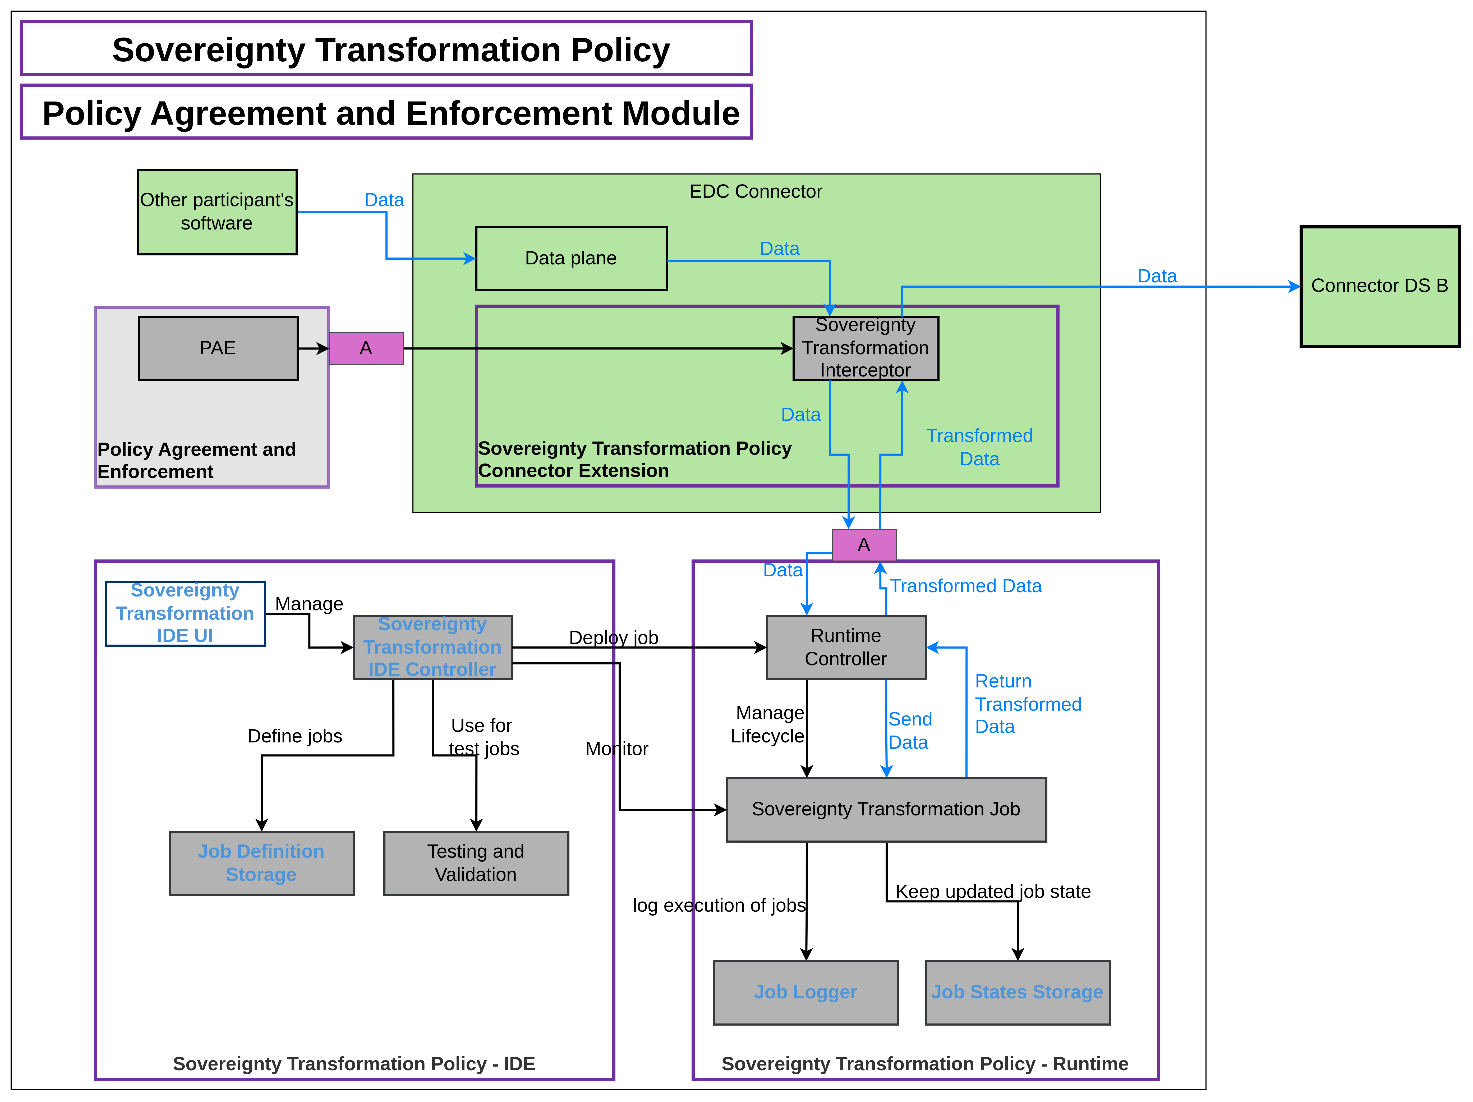 Sovereignty Transformation Policy
Policy Agreement and Enforcement Module
Other participant's
software
Data
EDC Connector
Data plane
Data
Data
Connector DS B
PAE
A
Sovereignty
Transformation
Interceptor
Data
Transformed
Data
Policy Agreement and
Enforcement
Sovereignty Transformation Policy
Connector Extension
A
Data
Transformed Data
Sovereignty
Transformation
IDE UI
Manage
Sovereignty
Transformation
IDE Controller
Deploy job
Runtime
Controller
Return
Transformed
Data
Manage
Lifecycle
Send
Data
Define jobs
Use for
test jobs
Monitor
Sovereignty Transformation Job
Job Definition
Storage
Testing and
Validation
log execution of jobs
Keep updated job state
Job Logger
Job States Storage
Sovereignty Transformation Policy - IDE
Sovereignty Transformation Policy - Runtime